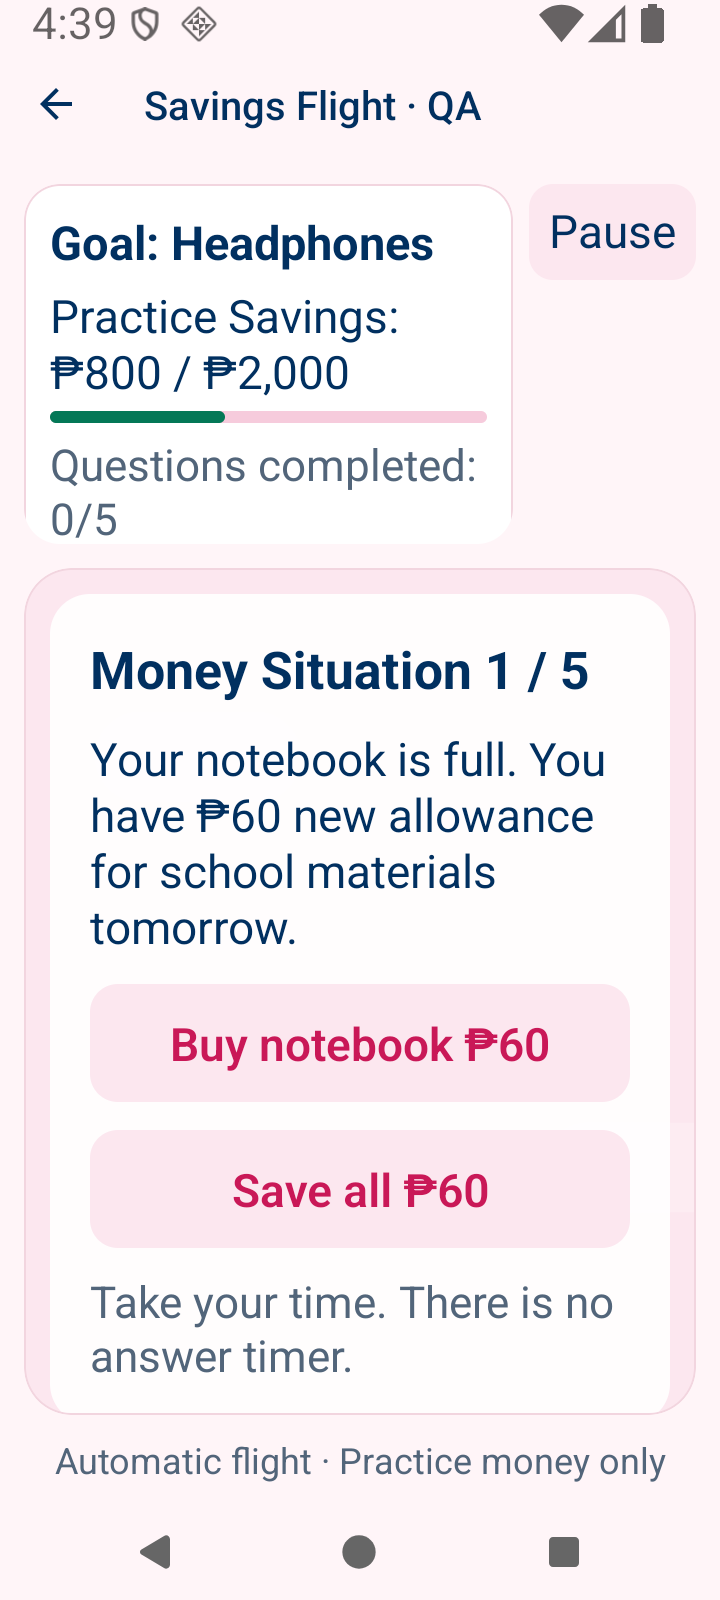 4:39
Savings Flight · QA
Goal: Headphones
Pause
Practice Savings:
₱800 / ₱2,000
Questions completed:
0/5
Money Situation 1 / 5
Your notebook is full. You
have ₱60 new allowance
for school materials
tomorrow.
Buy notebook ₱60
Save all ₱60
Take your time. There is no
answer timer.
Automatic flight · Practice money only